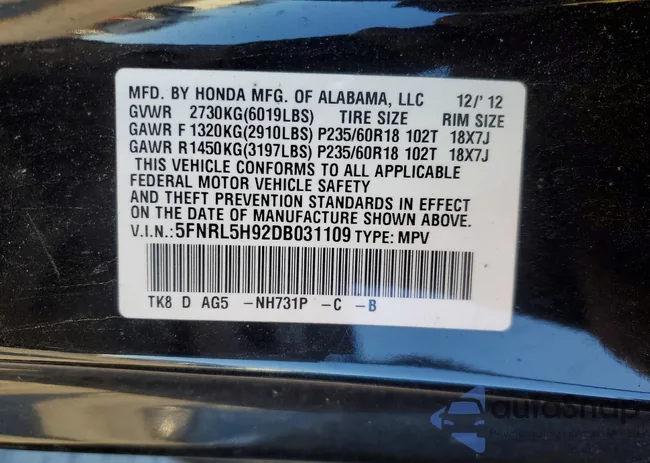 MFD. BY HONDA MFG. OF ALABAMA, LLC 12/'12
GVWR 2730KG(6019LBS) TIRE SIZE RIM SIZE
GAWR F 1320KG(2910LBS) P235/60R18 102T 18X7J
GAWR R1450KG(3197LBS) P235/60R18 102T 18X7J
THIS VEHICLE CONFORMS TO ALL APPLICABLE
FEDERAL MOTOR VEHICLE SAFETY
AND THEFT PREVENTION STANDARDS IN EFFECT
ON THE DATE OF MANUFACTURE SHOWN ABOVE.
V.I.N.:5FNRL5H92DB031109 TYPE: MPV
TK8 D AG5 -NH731P -C -B
autosnap